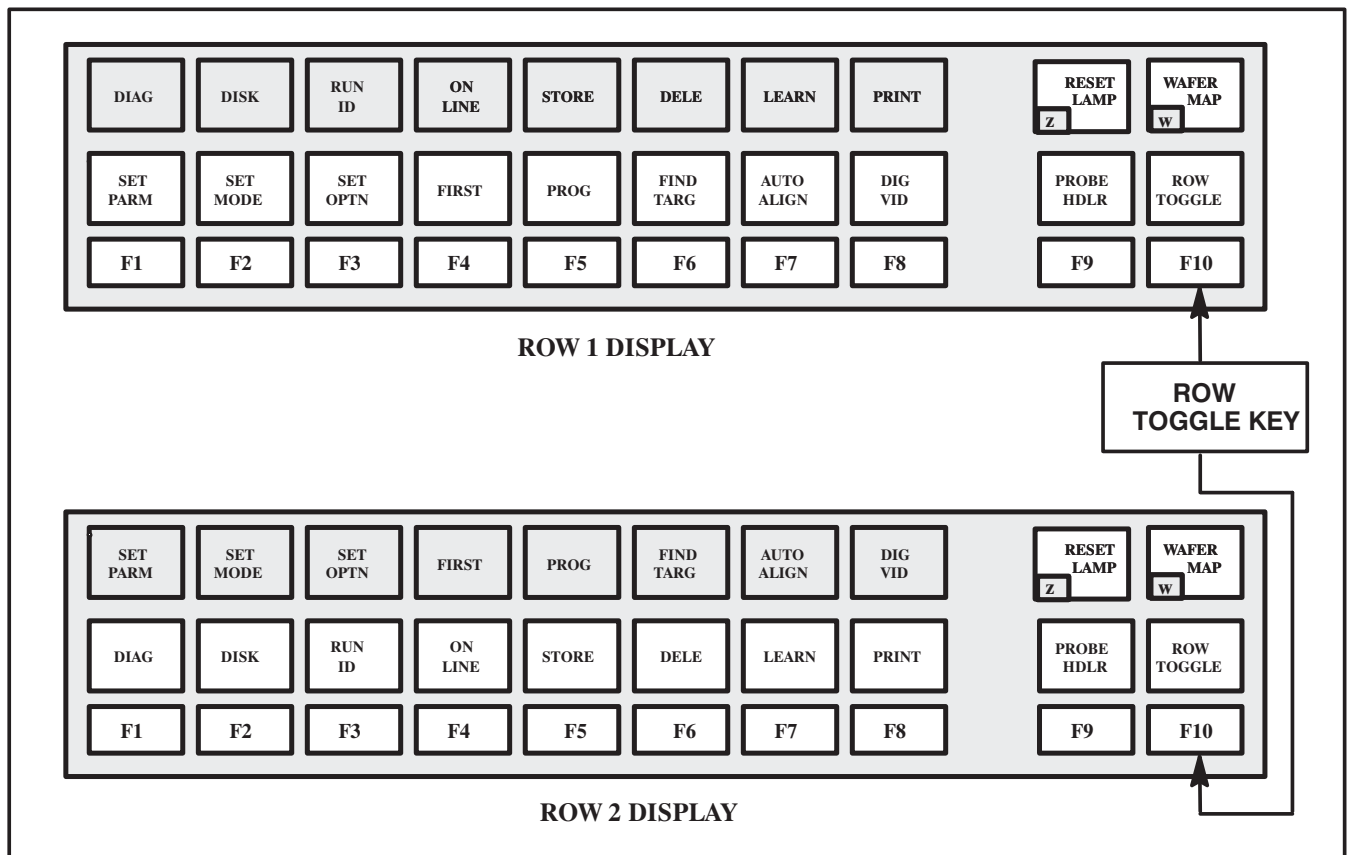 DIAG DISK RUN ID ON LINE STORE DELE LEARN PRINT RESET LAMP Z WAFER MAP W
SET PARM SET MODE SET OPTN FIRST PROG FIND TARG AUTO ALIGN DIG VID PROBE HDLR ROW TOGGLE
F1 F2 F3 F4 F5 F6 F7 F8 F9 F10
ROW 1 DISPLAY
ROW
TOGGLE KEY
SET PARM SET MODE SET OPTN FIRST PROG FIND TARG AUTO ALIGN DIG VID RESET LAMP Z WAFER MAP W
DIAG DISK RUN ID ON LINE STORE DELE LEARN PRINT PROBE HDLR ROW TOGGLE
F1 F2 F3 F4 F5 F6 F7 F8 F9 F10
ROW 2 DISPLAY